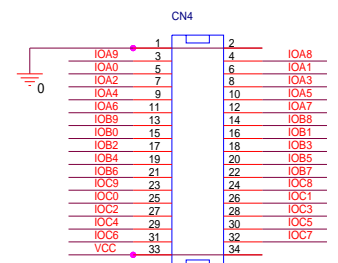 CN4
1 2
IOA9 3 4 IOA8
IOA0 5 6 IOA1
IOA2 7 8 IOA3
0
IOA4 9 10 IOA5
IOA6 11 12 IOA7
IOB9 13 14 IOB8
IOB0 15 16 IOB1
IOB2 17 18 IOB3
IOB4 19 20 IOB5
IOB6 21 22 IOB7
IOC9 23 24 IOC8
IOC0 25 26 IOC1
IOC2 27 28 IOC3
IOC4 29 30 IOC5
IOC6 31 32 IOC7
VCC 33 34